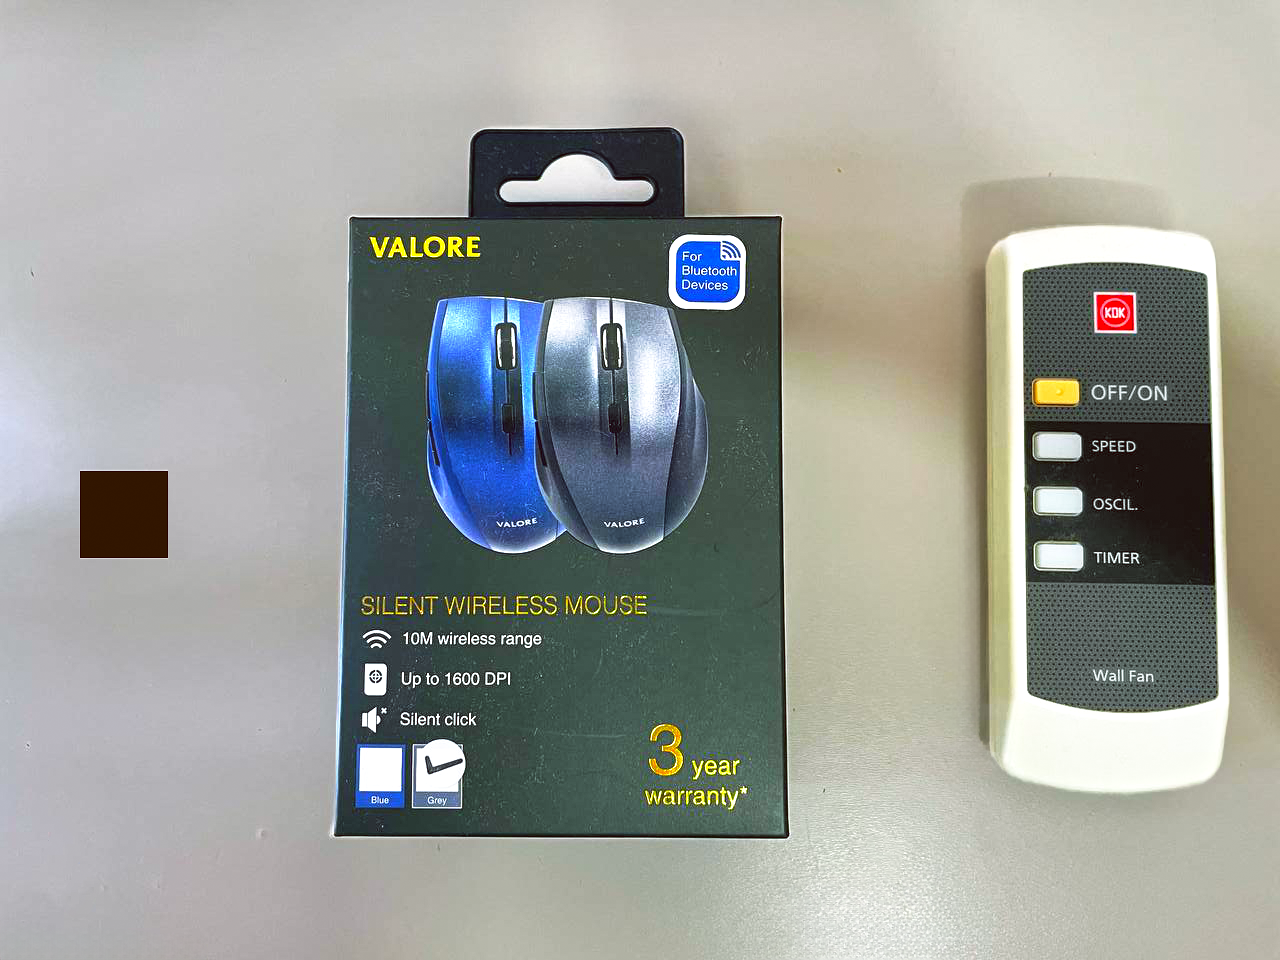 VALORE
For
Bluetooth
Devices
VALORE
VALORE
SILENT WIRELESS MOUSE
10M wireless range
Up to 1600 DPI
Silent click
Blue
Grey
3 year
warranty*
KDK
OFF/ON
SPEED
OSCIL.
TIMER
Wall Fan